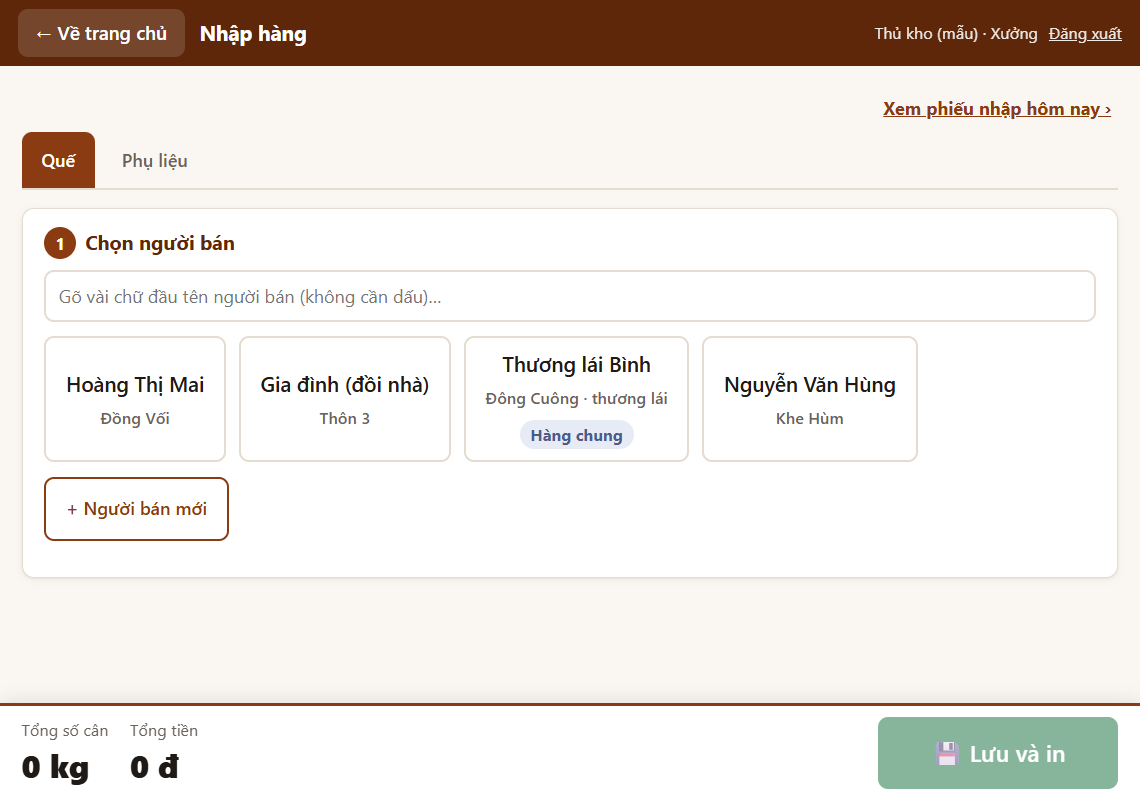 ← Về trang chủ
Nhập hàng
Thủ kho (mẫu) · Xưởng Đăng xuất
Xem phiếu nhập hôm nay ›
Quế
Phụ liệu
1 Chọn người bán
Gõ vài chữ đầu tên người bán (không cần dấu)...
Hoàng Thị Mai
Đồng Vối
Gia đình (đồi nhà)
Thôn 3
Thương lái Bình
Đông Cuông · thương lái
Hàng chung
Nguyễn Văn Hùng
Khe Hùm
+ Người bán mới
Tổng số cân
0 kg
Tổng tiền
0 đ
Lưu và in